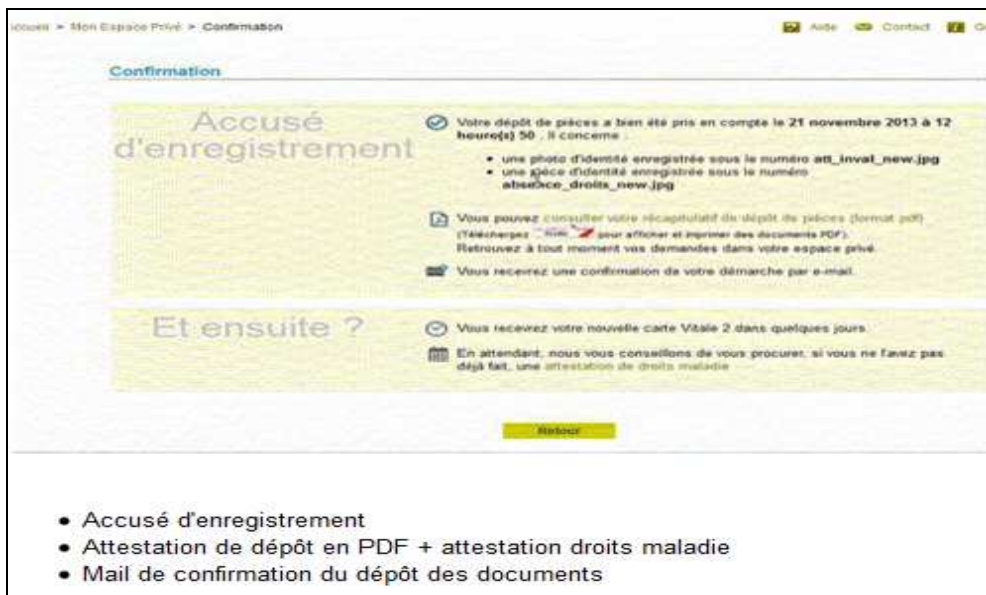 accueil > Mon Espace Privé > Confirmation
Aide Contact
Confirmation
Accusé
d'enregistrement
Votre dépôt de pièces a bien été pris en compte le 21 novembre 2013 à 12
heure(s) 50 . Il concerne :
• une photo d'identité enregistrée sous le numéro att_inval_new.jpg
• une pièce d'identité enregistrée sous le numéro
absence_droits_new.jpg
Vous pouvez consulter votre récapitulatif de dépôt de pièces (format pdf)
(Téléchargez pour afficher et imprimer des documents PDF).
Retrouvez à tout moment vos demandes dans votre espace privé.
Vous recevrez une confirmation de votre démarche par e-mail.
Et ensuite ?
Vous recevrez votre nouvelle carte Vitale 2 dans quelques jours.
En attendant, nous vous conseillons de vous procurer, si vous ne l'avez pas
déjà fait, une attestation de droits maladie
Retour
• Accusé d'enregistrement
• Attestation de dépôt en PDF + attestation droits maladie
• Mail de confirmation du dépôt des documents